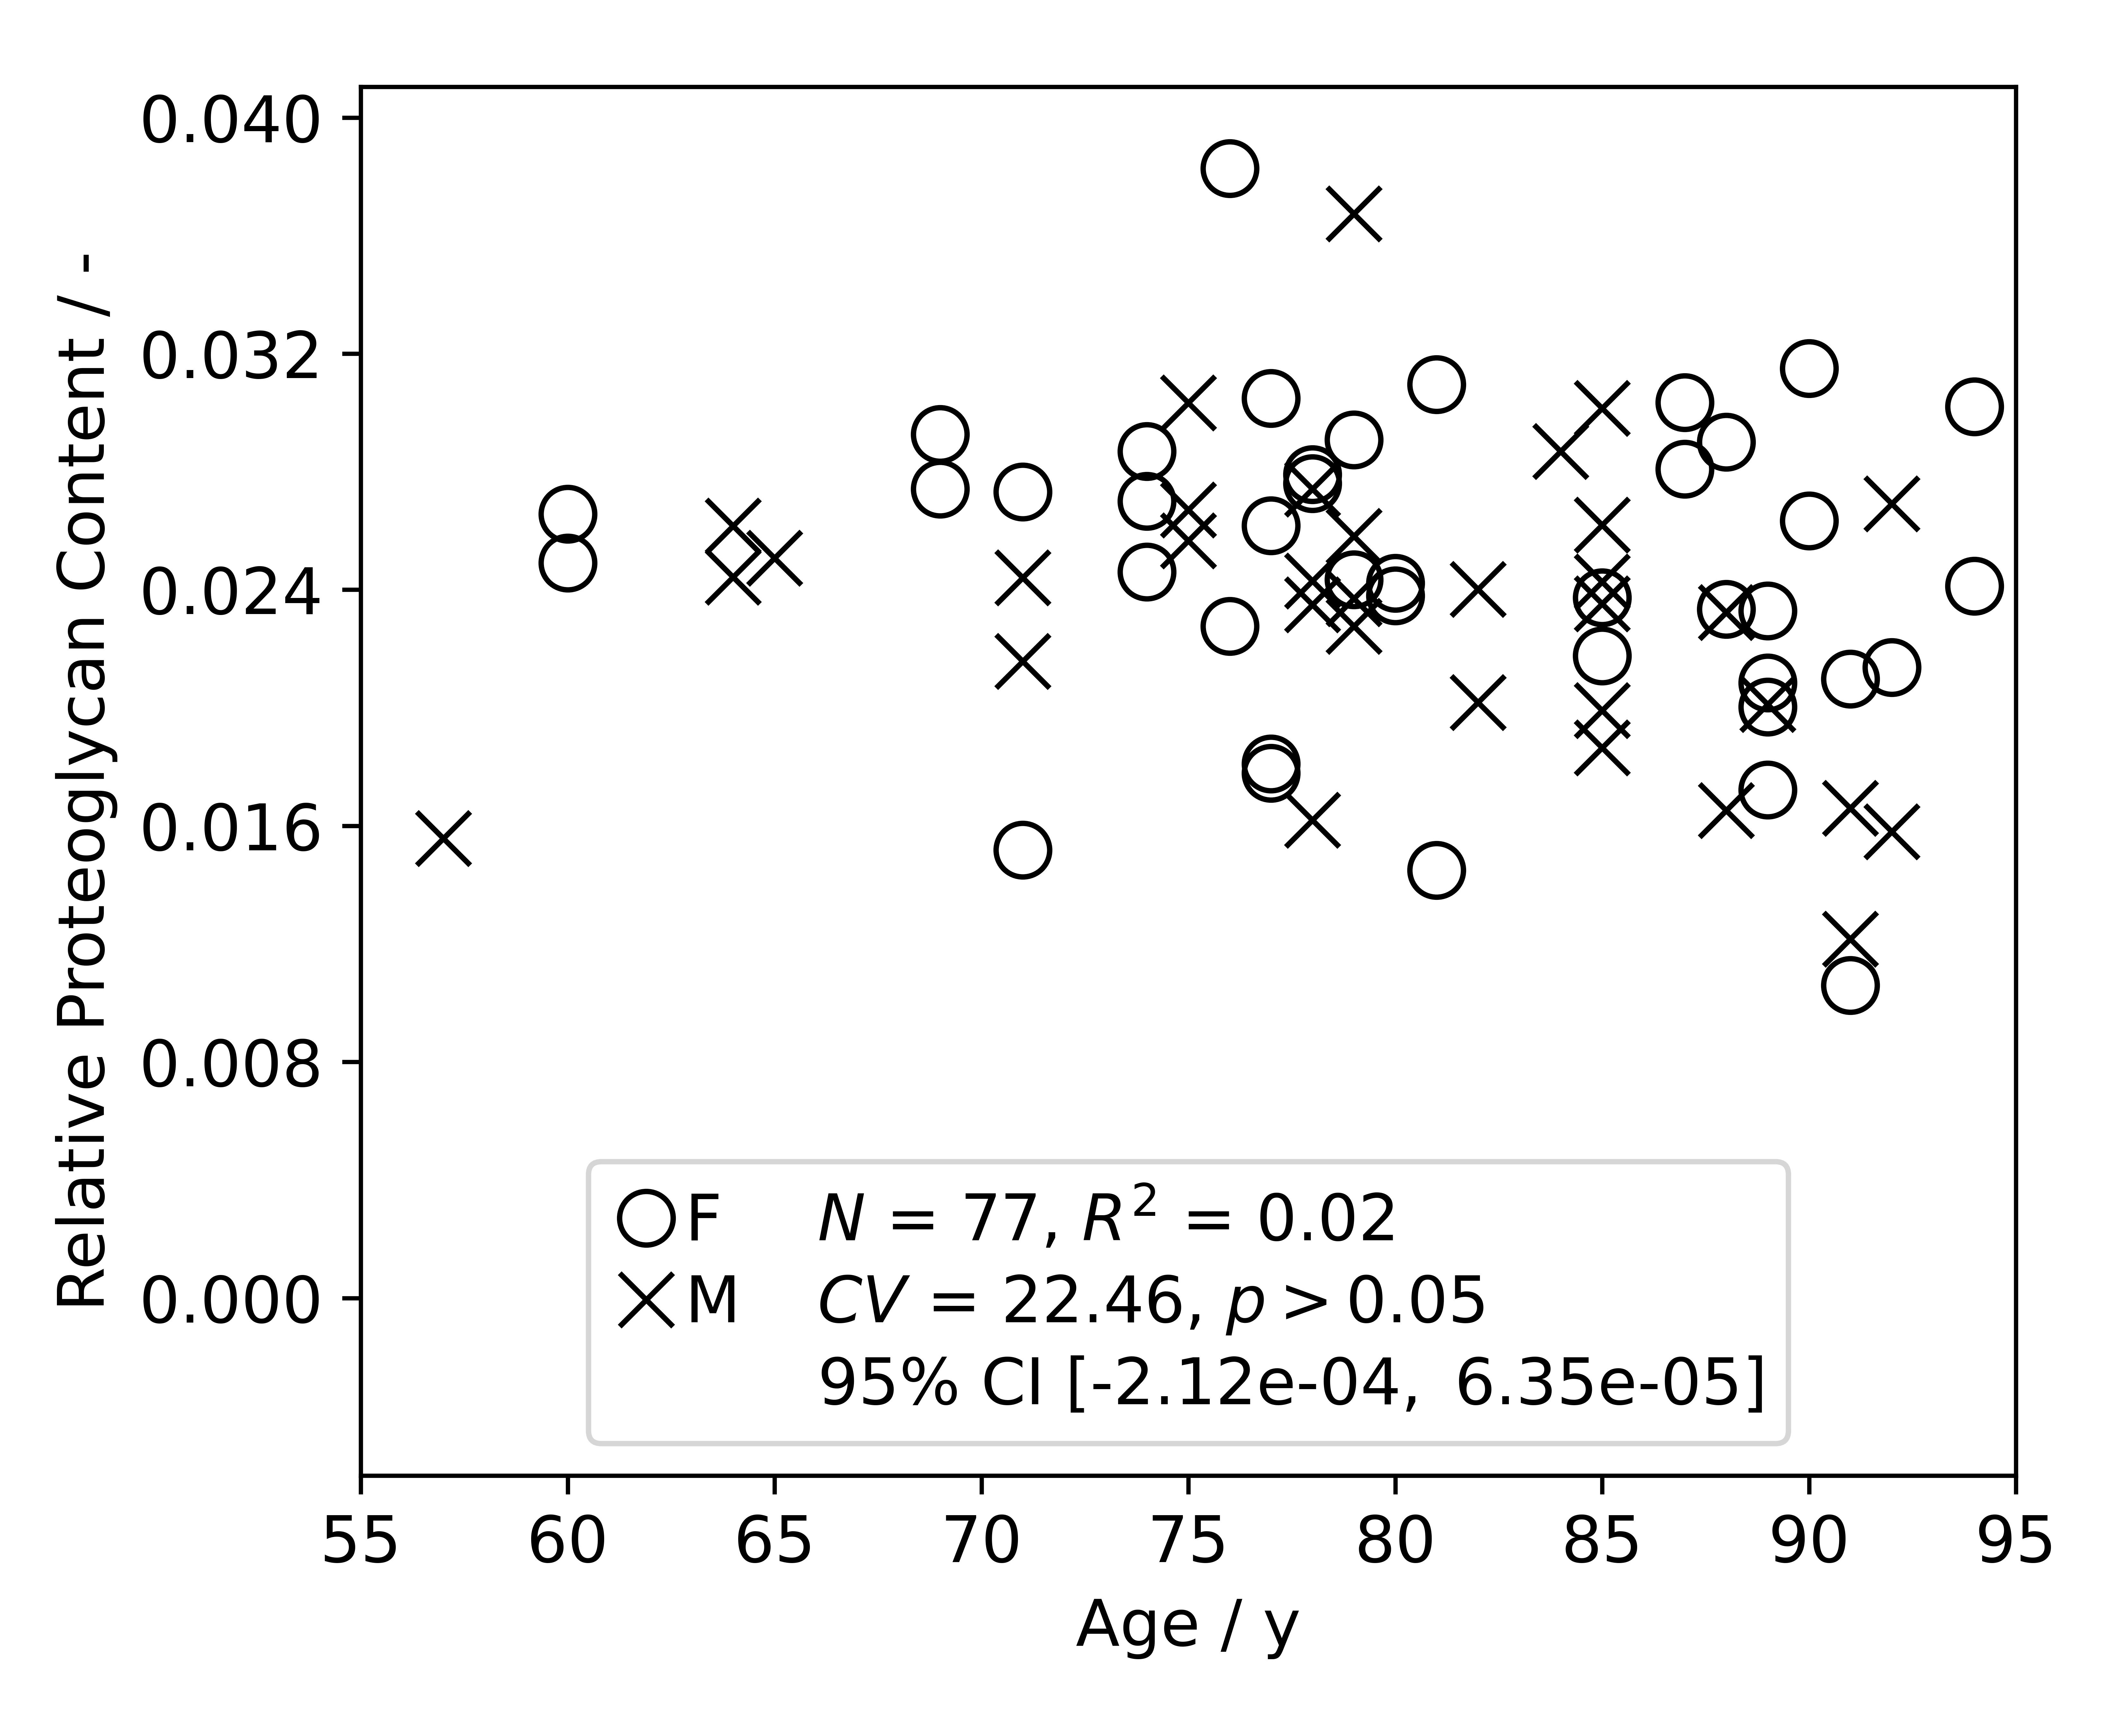 Relative Proteoglycan Content / -
0.040
0.032
0.024
0.016
0.008
0.000
F N = 77, R² = 0.02
M CV = 22.46, p > 0.05
95% CI [-2.12e-04, 6.35e-05]
55 60 65 70 75 80 85 90 95
Age / y